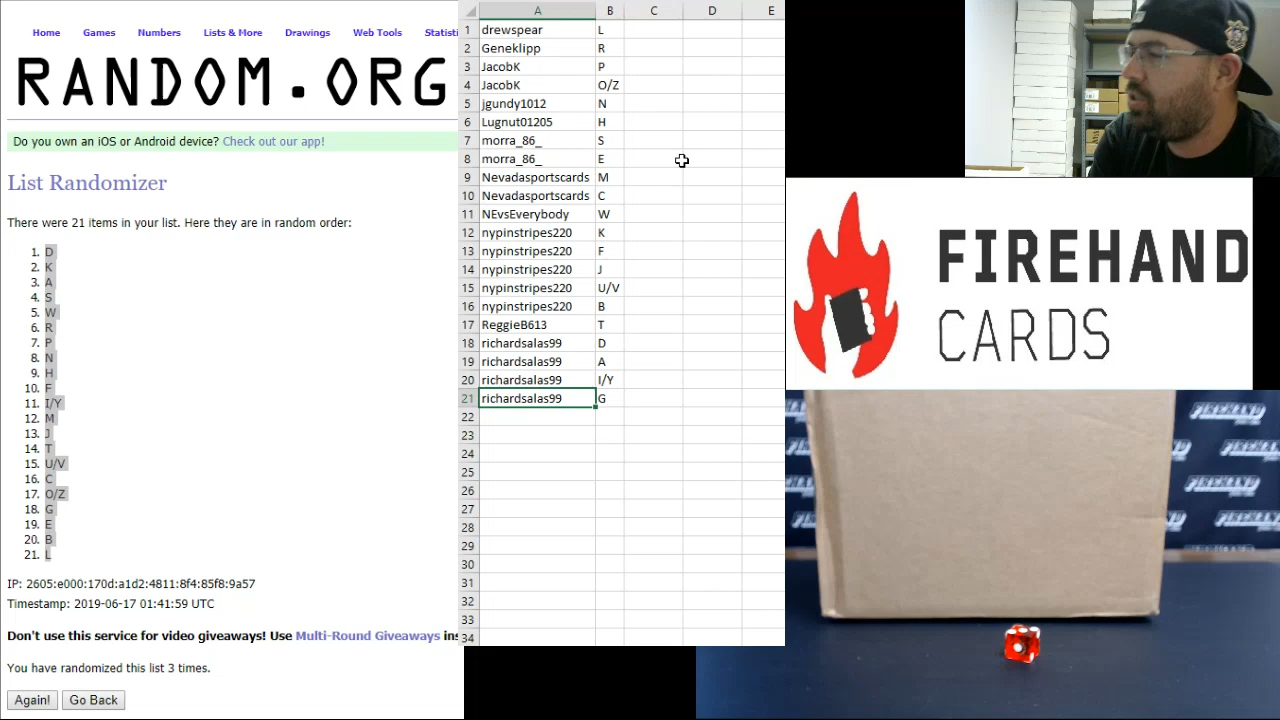 Home Games Numbers Lists & More Drawings Web Tools Statisti
RANDOM.ORG
Do you own an iOS or Android device? Check out our app!
List Randomizer
There were 21 items in your list. Here they are in random order:
1. D
2. K
3. A
4. S
5. W
6. R
7. P
8. N
9. H
10. F
11. I/Y
12. M
13. J
14. T
15. U/V
16. C
17. O/Z
18. G
19. E
20. B
21. L
IP: 2605:e000:170d:a1d2:4811:8f4:85f8:9a57
Timestamp: 2019-06-17 01:41:59 UTC
Don't use this service for video giveaways! Use Multi-Round Giveaways ins
You have randomized this list 3 times.
Again! Go Back
A B C D E
1 drewspear L
2 Geneklipp R
3 JacobK P
4 JacobK O/Z
5 jgundy1012 N
6 Lugnut01205 H
7 morra_86_ S
8 morra_86_ E
9 Nevadasportscards M
10 Nevadasportscards C
11 NEvsEverybody W
12 nypinstripes220 K
13 nypinstripes220 F
14 nypinstripes220 J
15 nypinstripes220 U/V
16 nypinstripes220 B
17 ReggieB613 T
18 richardsalas99 D
19 richardsalas99 A
20 richardsalas99 I/Y
21 richardsalas99 G
22
23
24
25
26
27
28
29
30
31
32
33
34
FIREHAND
CARDS
FIREHAND
FIREHAND
FIREHAND